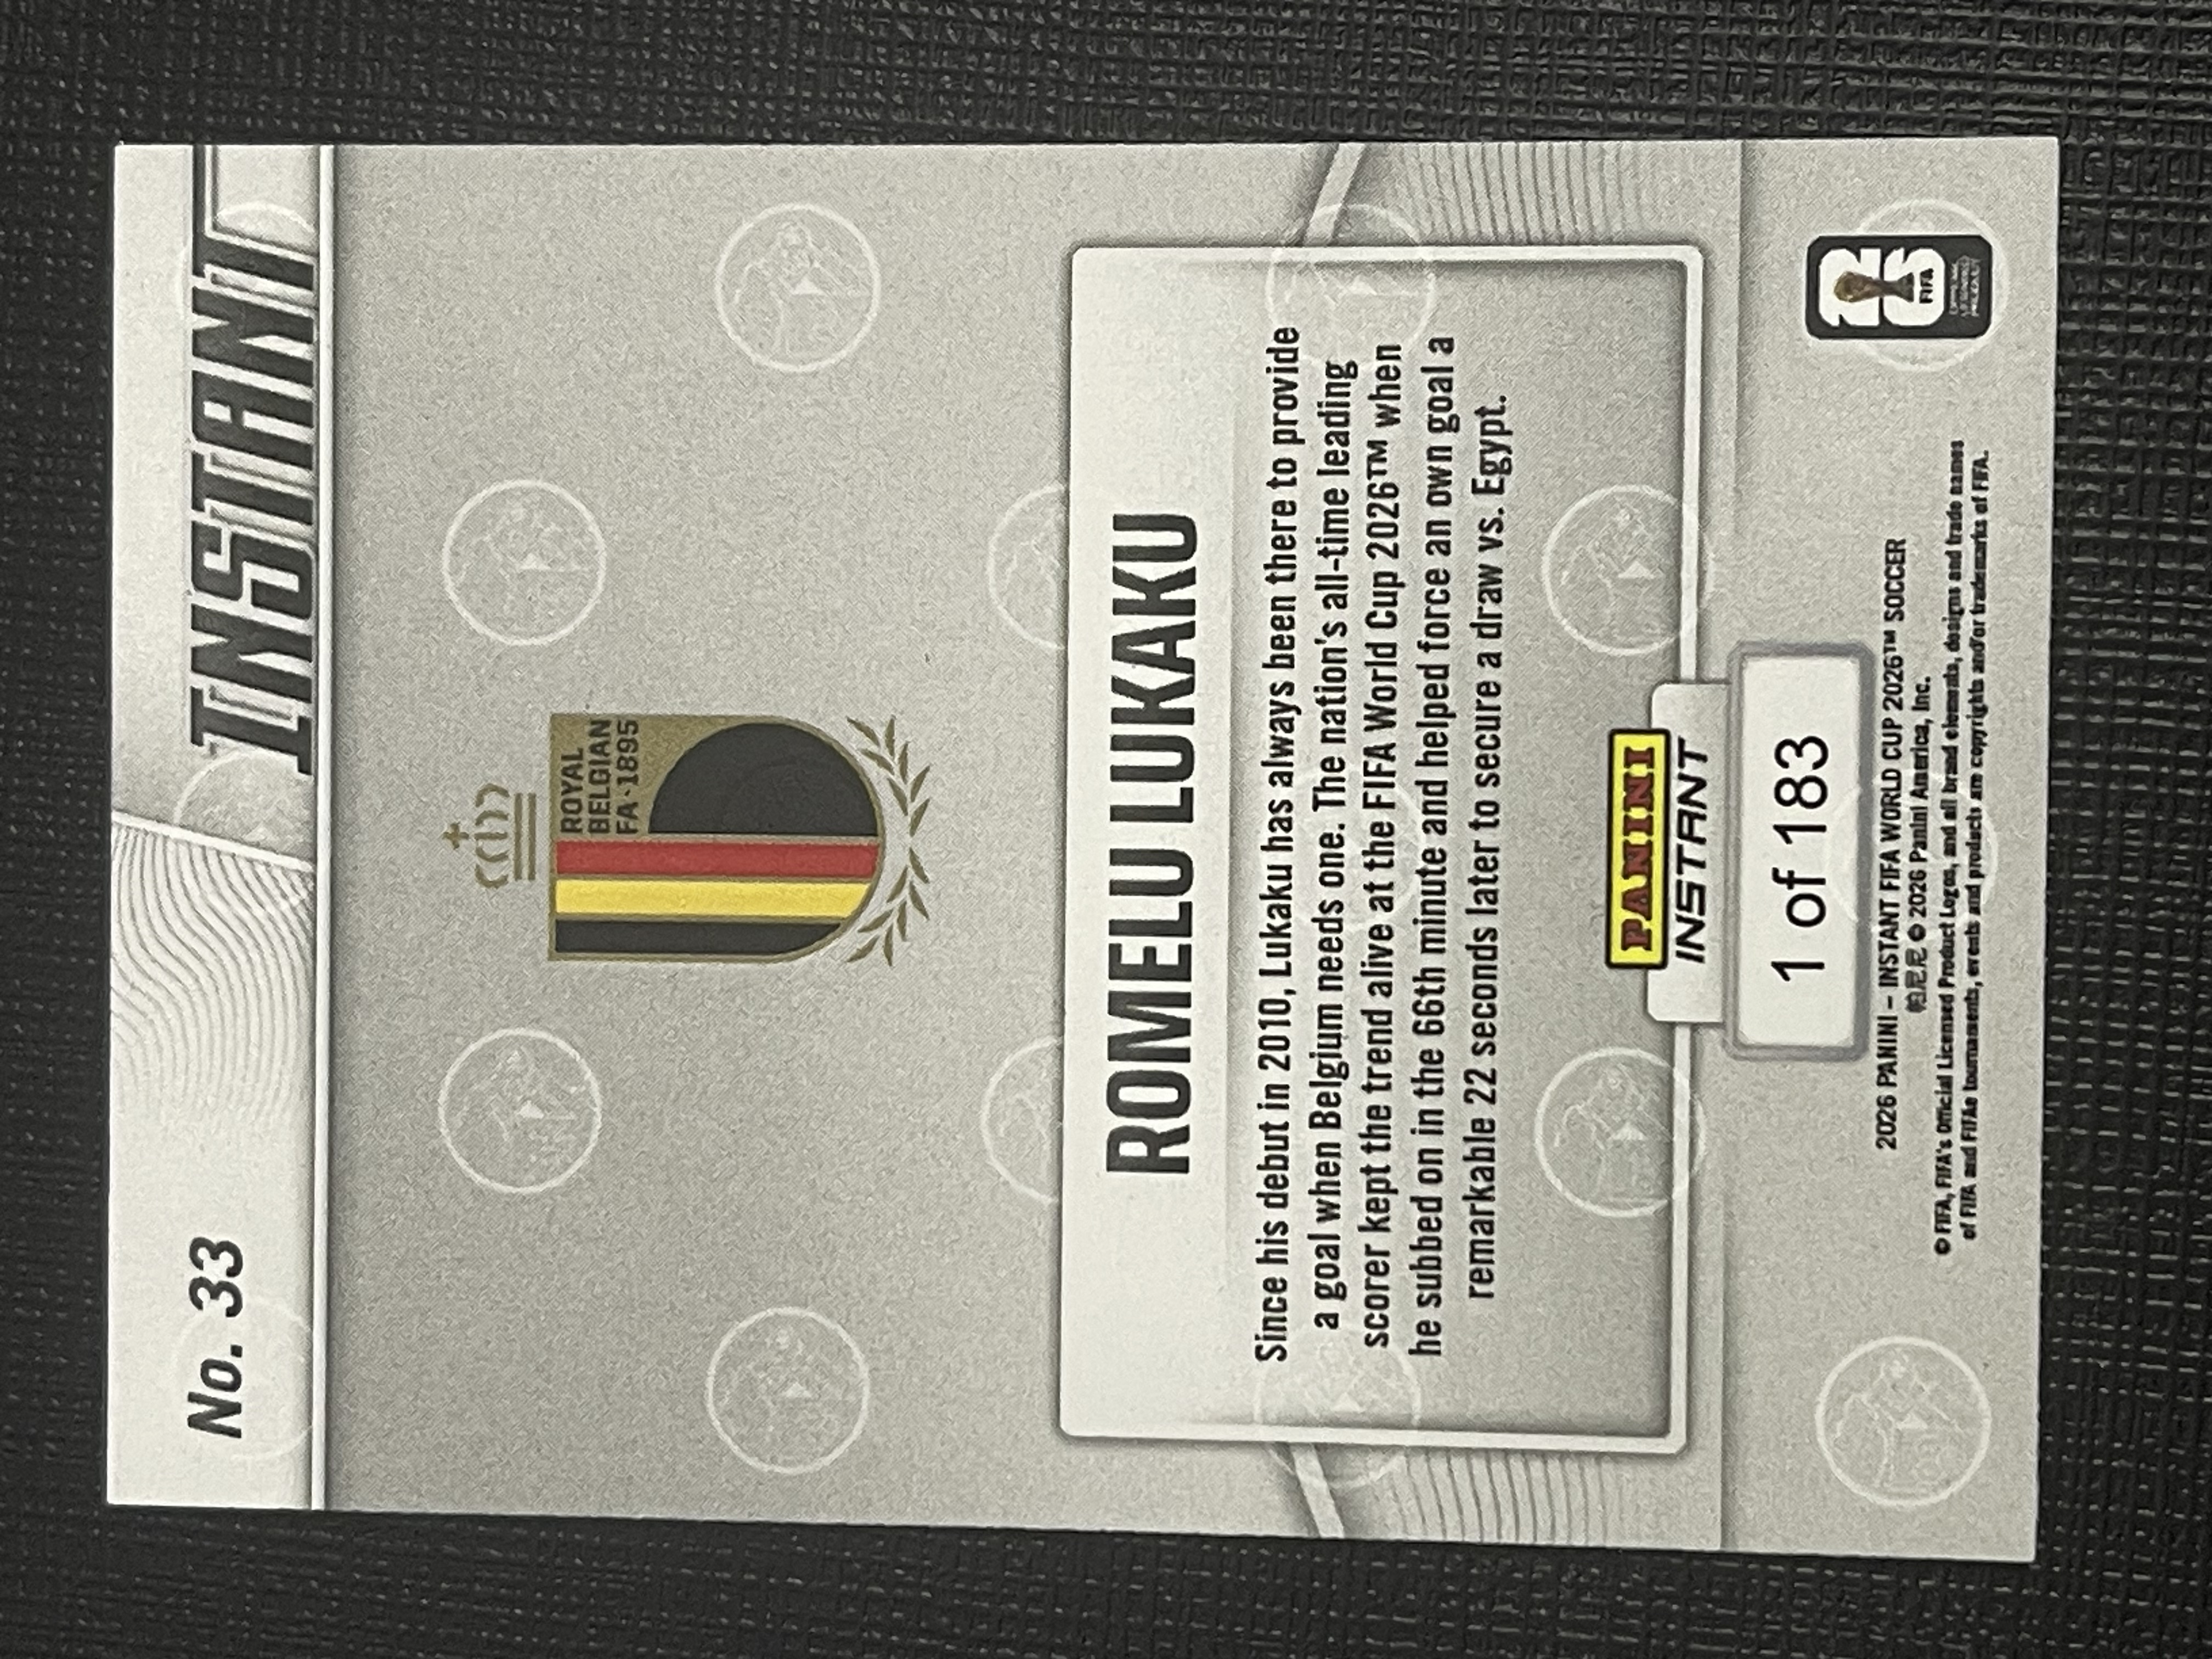 No. 33
INSTANT
ROYAL
BELGIAN
FA·1895
ROMELU LUKAKU
Since his debut in 2010, Lukaku has always been there to provide
a goal when Belgium needs one. The nation's all-time leading
scorer kept the trend alive at the FIFA World Cup 2026™ when
he subbed on in the 66th minute and helped force an own goal a
remarkable 22 seconds later to secure a draw vs. Egypt.
PANINI
INSTANT
1 of 183
2026 PANINI – INSTANT FIFA WORLD CUP 2026™ SOCCER
帕尼尼 © 2026 Panini America, Inc.
© FIFA, FIFA's Official Licensed Product Logos, and all brand elements, designs and trade names
of FIFA and FIFAe tournaments, events and products are copyrights and/or trademarks of FIFA.
26
FIFA
OFFICIAL
LICENSED
PRODUCT